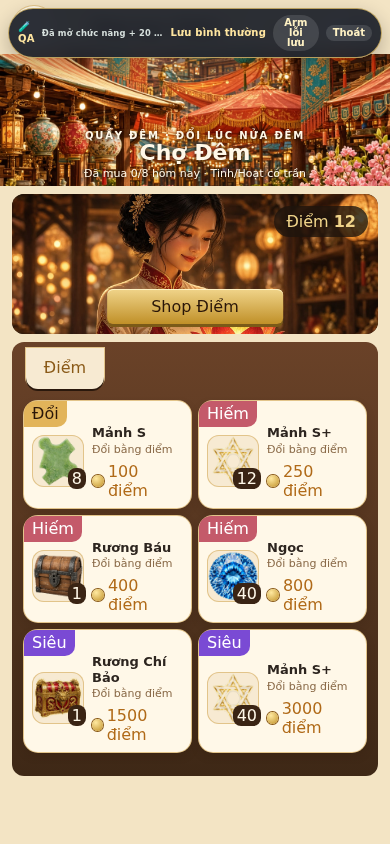 QA
Đã mở chức năng + 20 ...
Lưu bình thường
Arm
lỗi
lưu
Thoát
QUẦY ĐÊM · ĐỔI LÚC NỬA ĐÊM
Chợ Đêm
Đã mua 0/8 hôm nay · Tinh/Hoạt có trần
Điểm 12
Shop Điểm
Điểm
Đổi
Mảnh S
Đổi bằng điểm
8
100
điểm
Hiếm
Mảnh S+
Đổi bằng điểm
12
250
điểm
Hiếm
Rương Báu
Đổi bằng điểm
1
400
điểm
Hiếm
Ngọc
Đổi bằng điểm
40
800
điểm
Siêu
Rương Chí
Bảo
Đổi bằng điểm
1
1500
điểm
Siêu
Mảnh S+
Đổi bằng điểm
40
3000
điểm